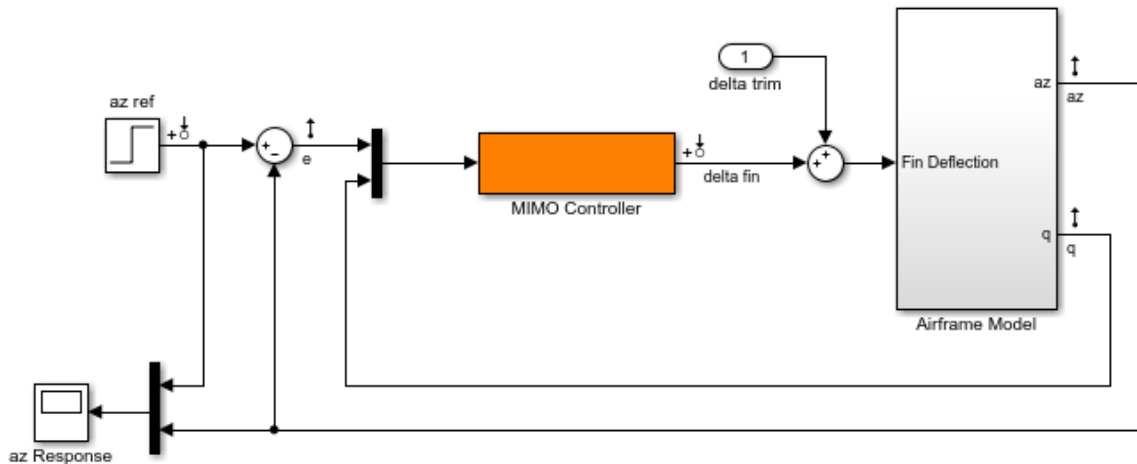 az ref
+
+
-
e
MIMO Controller
+
delta fin
1
delta trim
+
+
Fin Deflection
az
az
q
q
Airframe Model
az Response